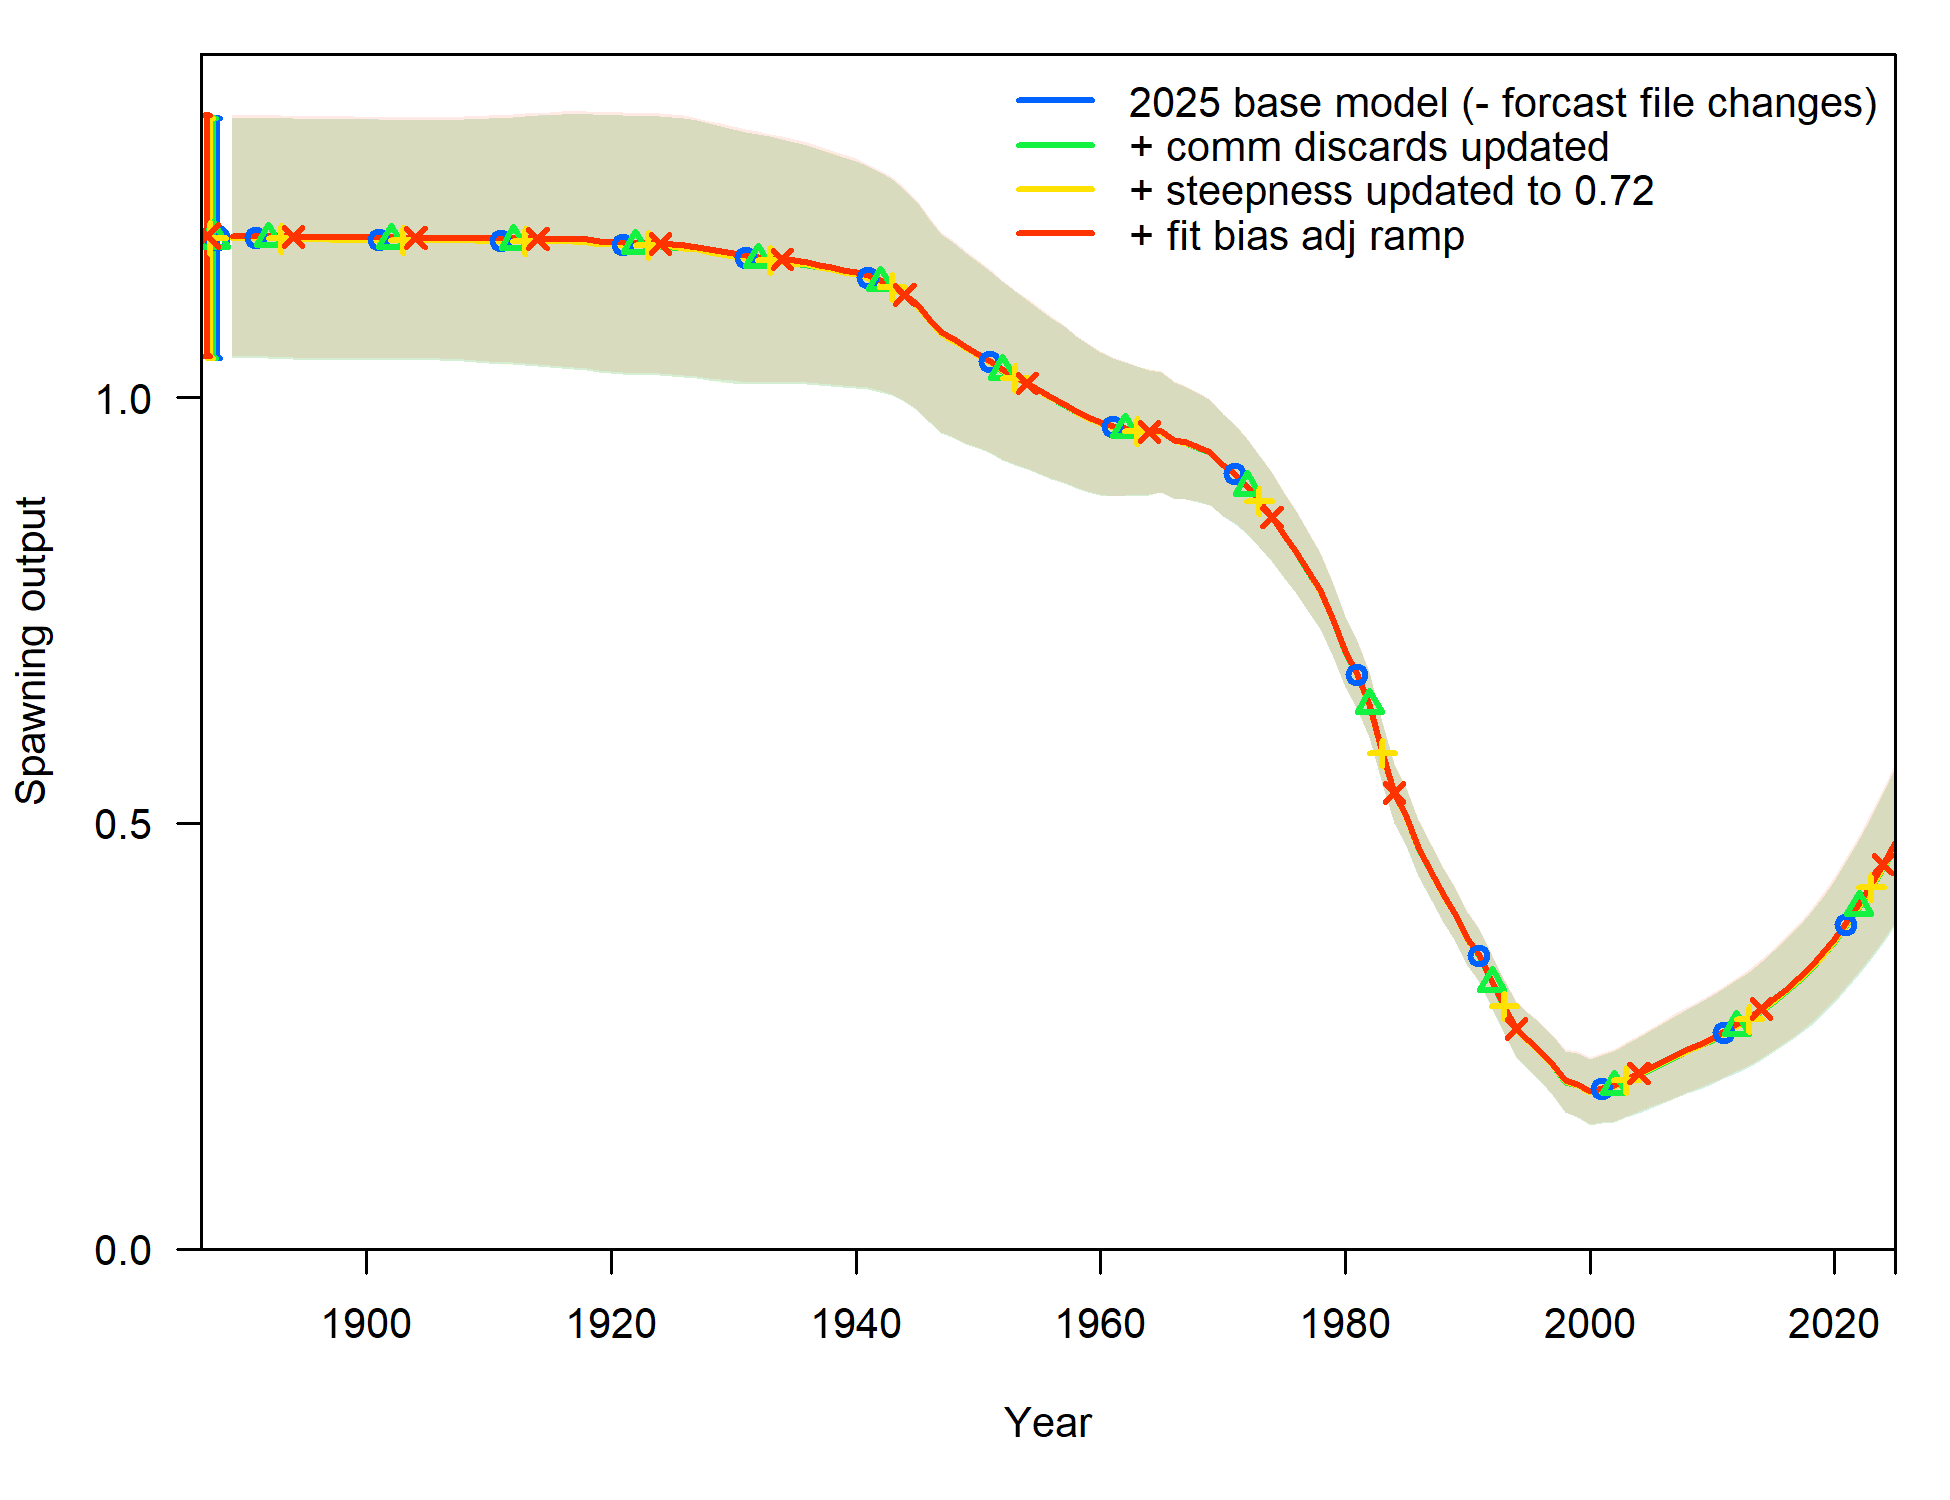 2025 base model (- forcast file changes)
+ comm discards updated
+ steepness updated to 0.72
+ fit bias adj ramp
Spawning output
1.0
0.5
0.0
1900 1920 1940 1960 1980 2000 2020
Year